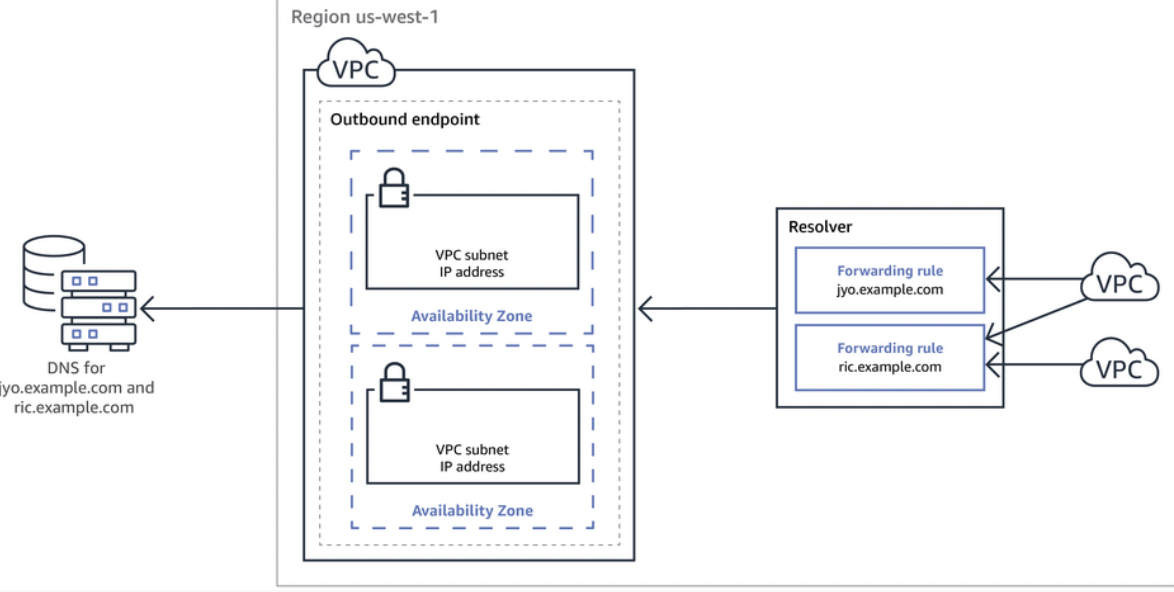 Region us-west-1
VPC
Outbound endpoint
VPC subnet
IP address
Availability Zone
VPC subnet
IP address
Availability Zone
DNS for
jyo.example.com and
ric.example.com
Resolver
Forwarding rule
jyo.example.com
Forwarding rule
ric.example.com
VPC
VPC